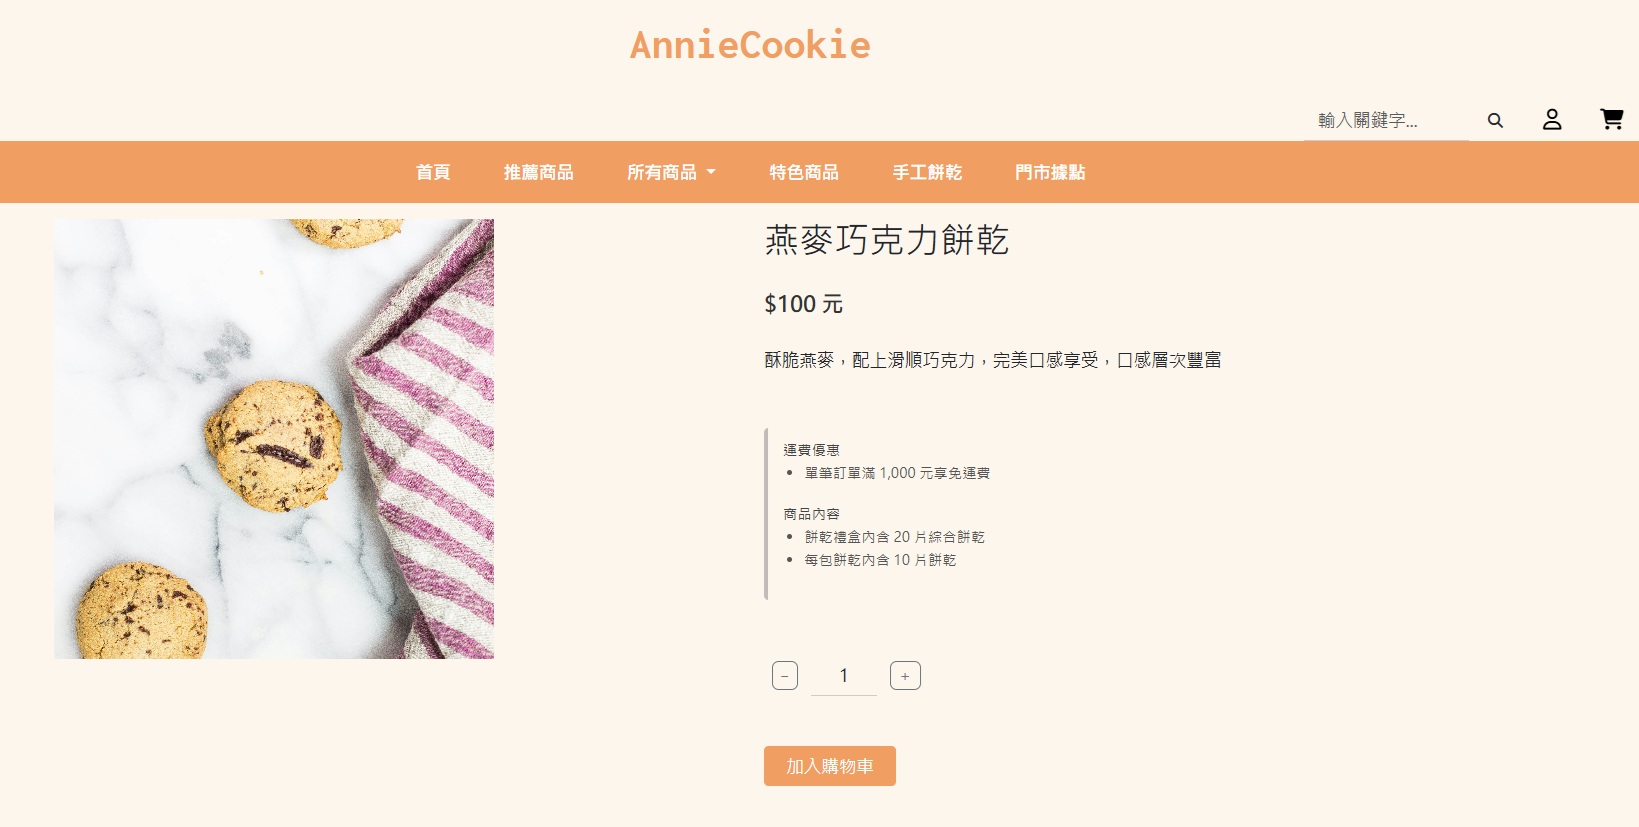 AnnieCookie
輸入關鍵字...
首頁 推薦商品 所有商品 特色商品 手工餅乾 門市據點
燕麥巧克力餅乾
$100 元
酥脆燕麥，配上滑順巧克力，完美口感享受，口感層次豐富
運費優惠
• 單筆訂單滿 1,000 元享免運費
商品內容
• 餅乾禮盒內含 20 片綜合餅乾
• 每包餅乾內含 10 片餅乾
− 1 +
加入購物車